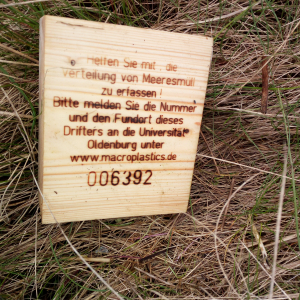 Helfen Sie mit, die
Verteilung von Meeresmüll
zu erfassen!
Bitte melden Sie die Nummer
und den Fundort dieses
Drifters an die Universität
Oldenburg unter
www.macroplastics.de
006392